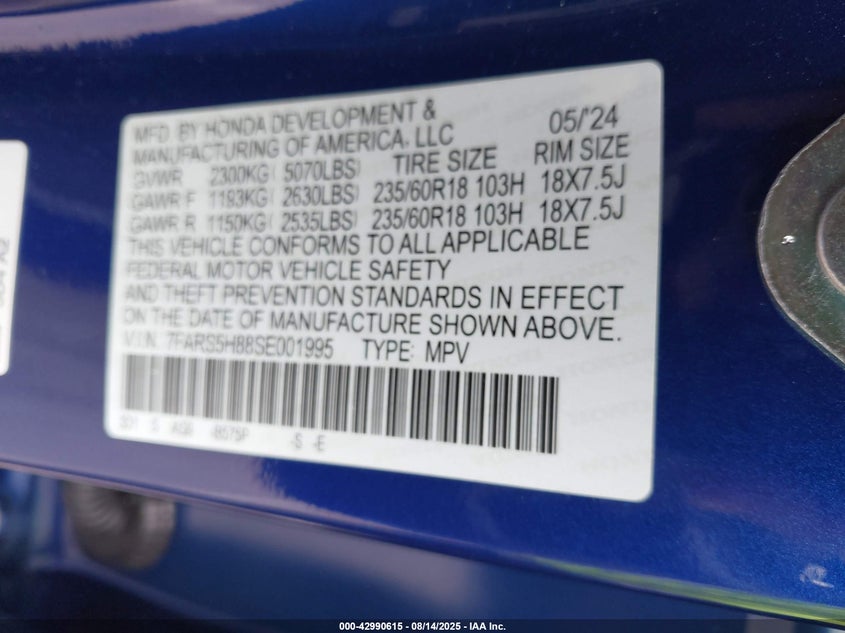 MFD. BY HONDA DEVELOPMENT &
MANUFACTURING OF AMERICA, LLC 05/'24
GVWR 2300KG( 5070LBS) TIRE SIZE RIM SIZE
GAWR F 1193KG( 2630LBS) 235/60R18 103H 18X7.5J
GAWR R 1150KG( 2535LBS) 235/60R18 103H 18X7.5J
THIS VEHICLE CONFORMS TO ALL APPLICABLE
FEDERAL MOTOR VEHICLE SAFETY
AND THEFT PREVENTION STANDARDS IN EFFECT
ON THE DATE OF MANUFACTURE SHOWN ABOVE.
VIN: 7FARS5H88SE001995 TYPE: MPV
S B575P -S -E
000-42990615 - 08/14/2025 - IAA Inc.